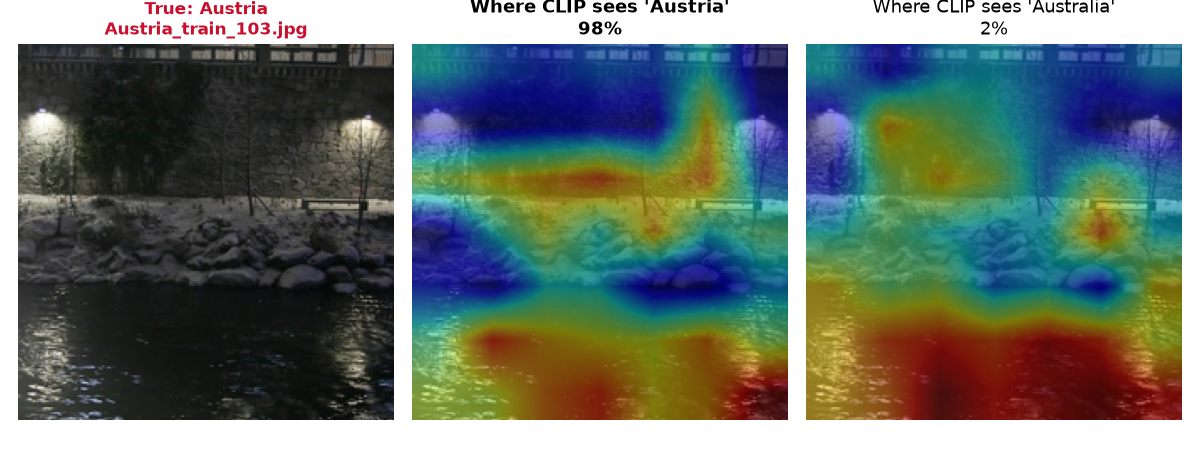 True: Austria
Austria_train_103.jpg
Where CLIP sees 'Austria'
98%
Where CLIP sees 'Australia'
2%